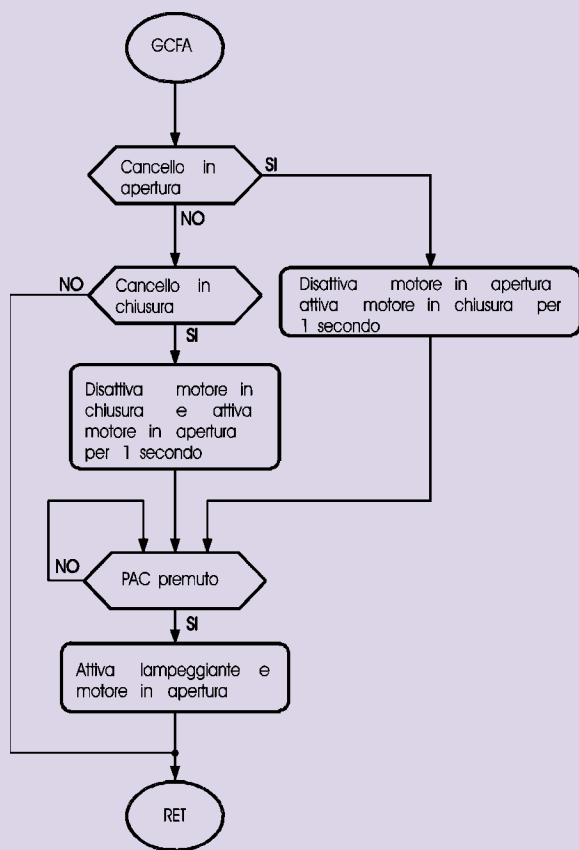 GCFA
Cancello in
apertura
SI
NO
NO
Cancello in
chiusura
Disattiva motore in apertura
attiva motore in chiusura per
1 secondo
SI
Disattiva motore in
chiusura e attiva
motore in apertura
per 1 secondo
NO
PAC premuto
SI
Attiva lampeggiante e
motore in apertura
RET